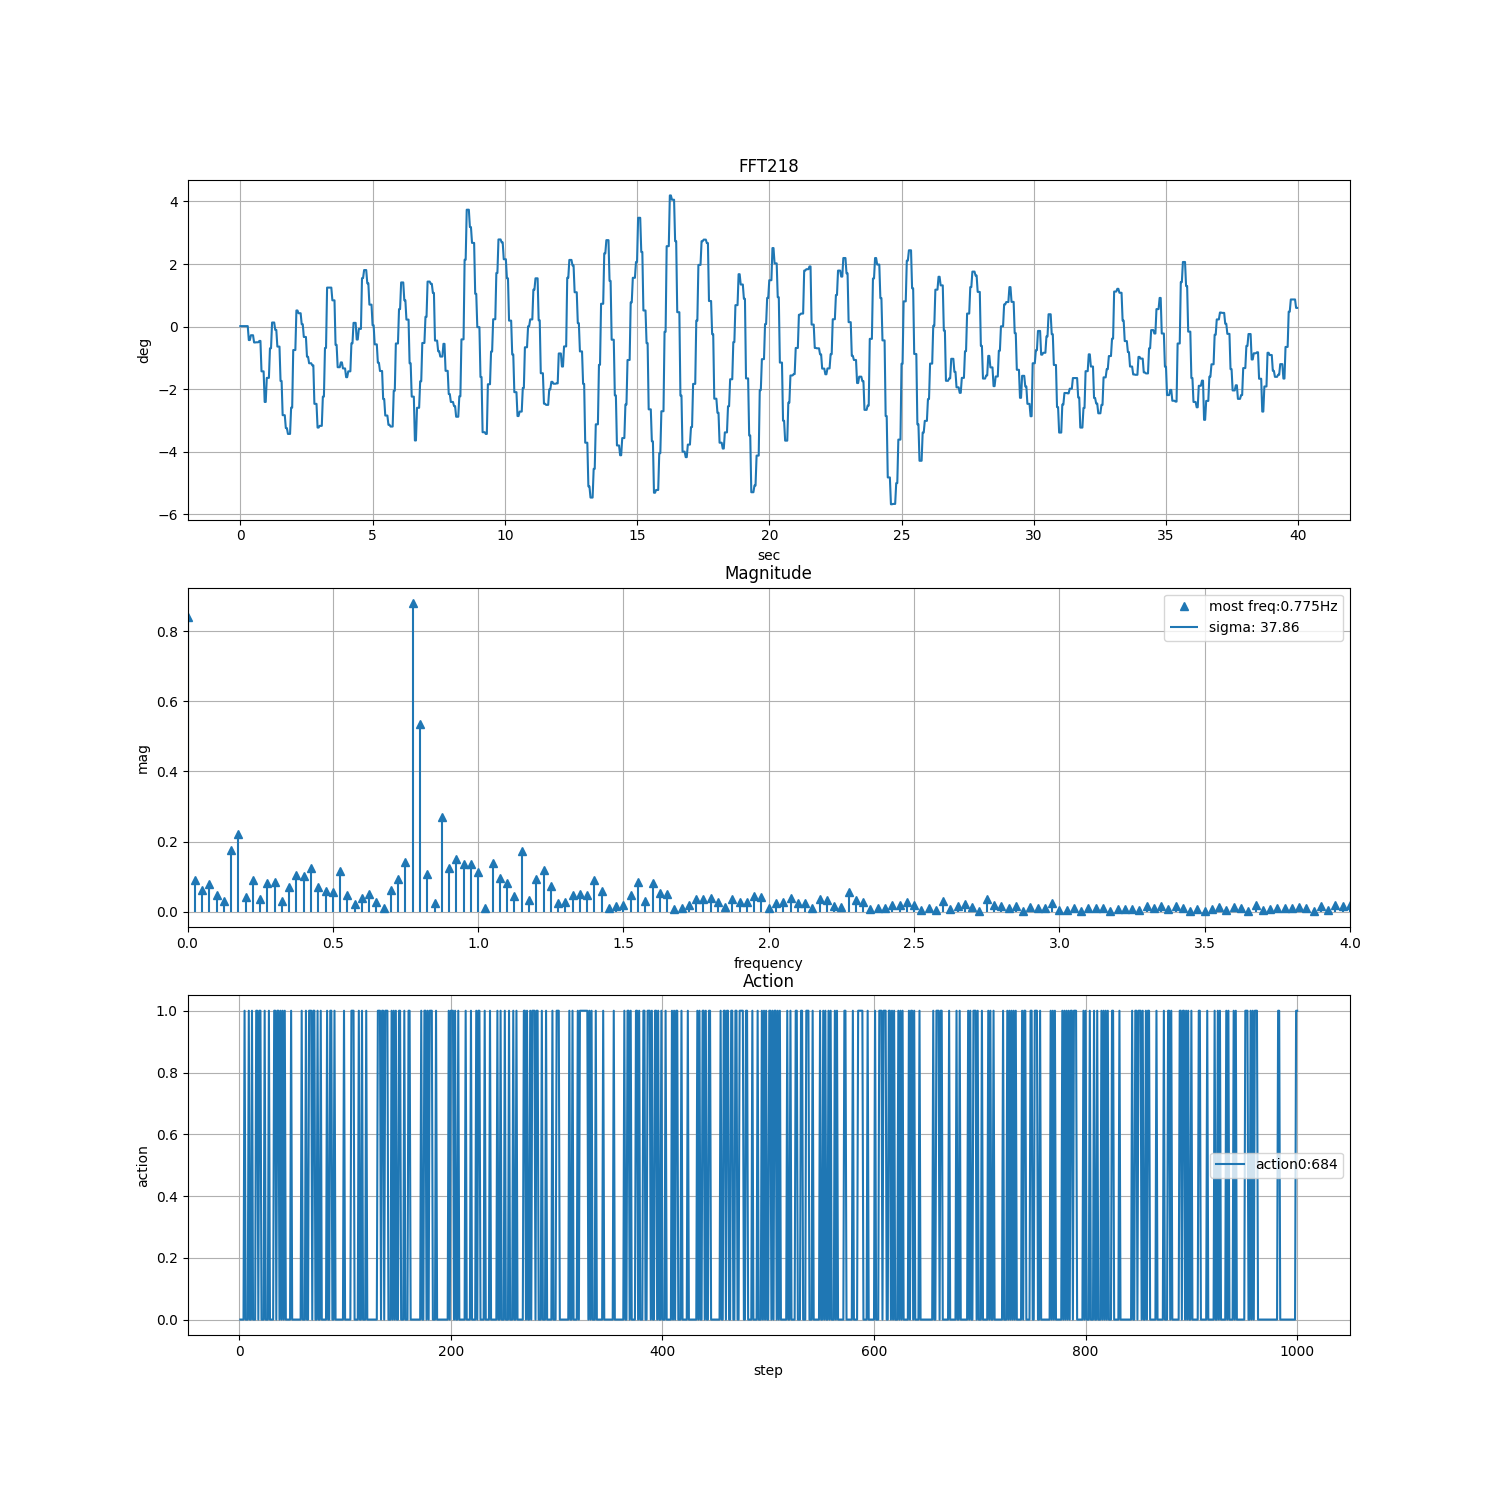 FFT218
4
2
0
−2
−4
−6
deg
0 5 10 15 20 25 30 35 40
sec
Magnitude
most freq:0.775Hz
sigma: 37.86
0.8
0.6
0.4
0.2
0.0
mag
0.0 0.5 1.0 1.5 2.0 2.5 3.0 3.5 4.0
frequency
Action
1.0
0.8
0.6
0.4
0.2
0.0
action
action0:684
0 200 400 600 800 1000
step